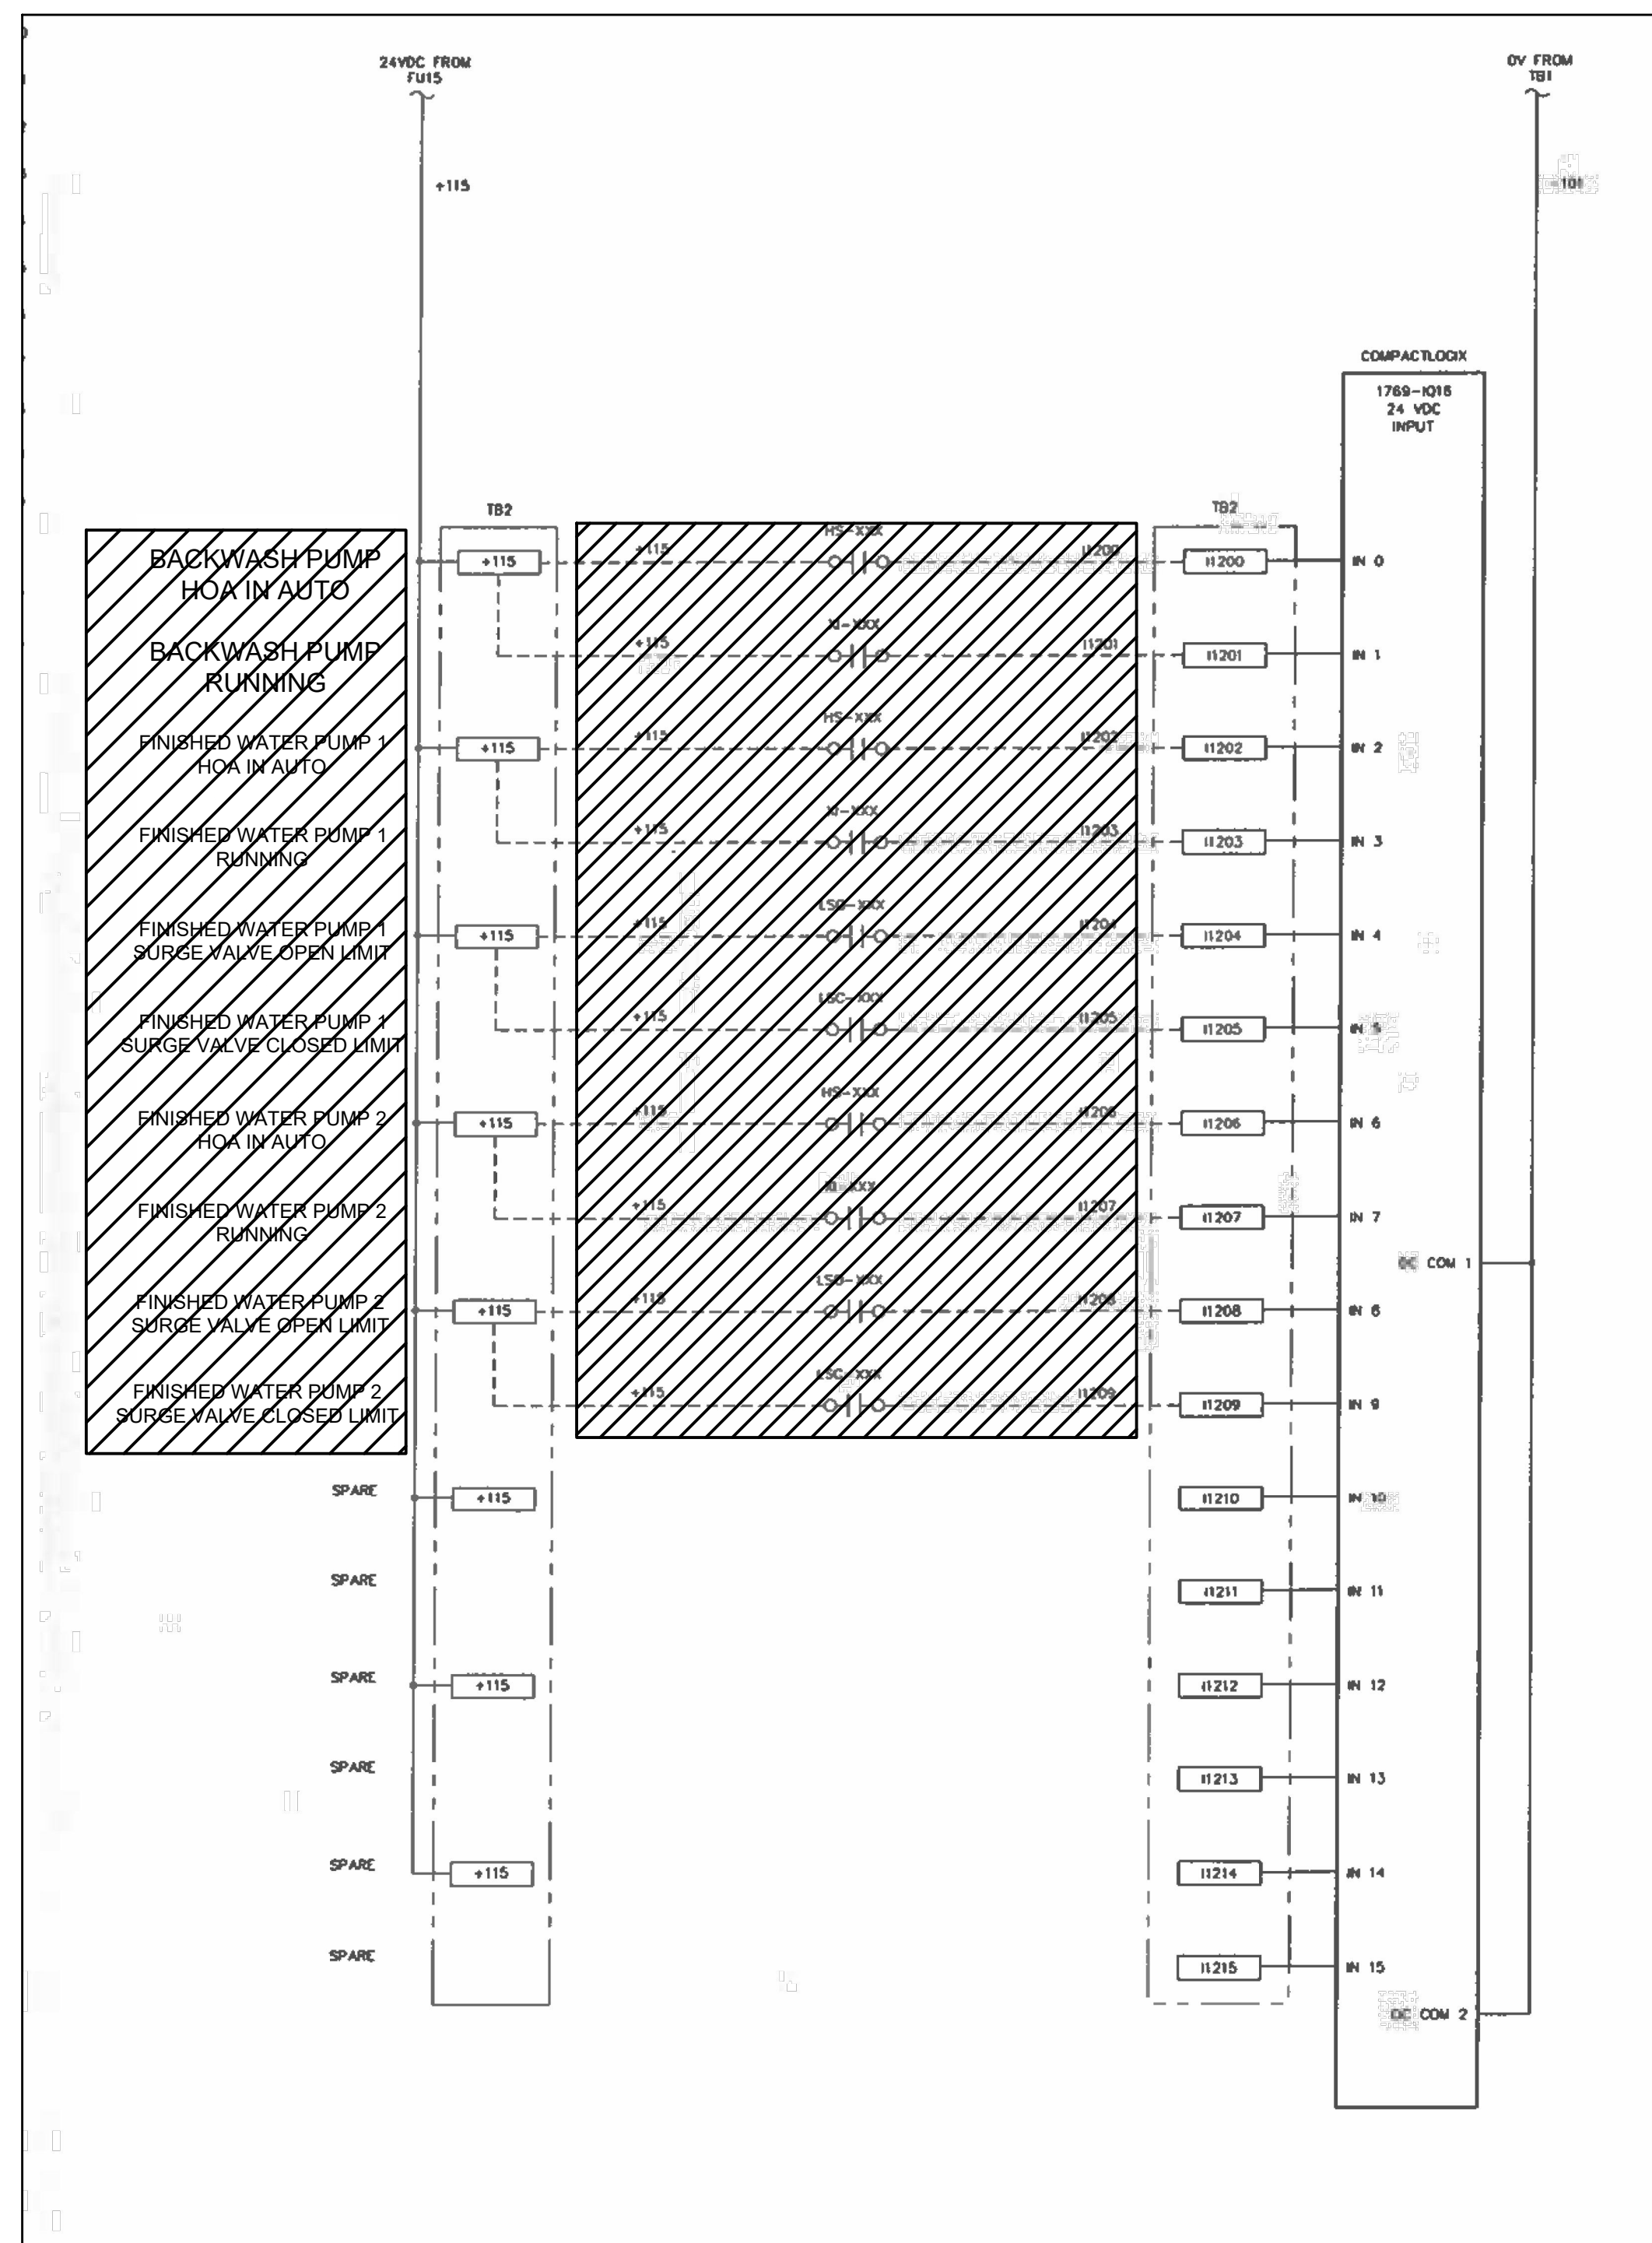 24VDC FROM
FU15
0V FROM
TB1
+115
101
COMPACTLOGIX
1769-IQ16
24 VDC
INPUT
TB2
TB2
BACKWASH PUMP
HOA IN AUTO
+115
+115
HS-XXX
I1200
I1200
IN 0
BACKWASH PUMP
RUNNING
+115
XI-XXX
I1201
I1201
IN 1
FINISHED WATER PUMP 1
HOA IN AUTO
+115
+115
HS-XXX
I1202
I1202
IN 2
FINISHED WATER PUMP 1
RUNNING
+115
XI-XXX
I1203
I1203
IN 3
FINISHED WATER PUMP 1
SURGE VALVE OPEN LIMIT
+115
+115
LSO-XXX
I1204
I1204
IN 4
FINISHED WATER PUMP 1
SURGE VALVE CLOSED LIMIT
+115
LSC-XXX
I1205
I1205
IN 5
FINISHED WATER PUMP 2
HOA IN AUTO
+115
+115
HS-XXX
I1206
I1206
IN 6
FINISHED WATER PUMP 2
RUNNING
+115
XI-XXX
I1207
I1207
IN 7
DC COM 1
FINISHED WATER PUMP 2
SURGE VALVE OPEN LIMIT
+115
+115
LSO-XXX
I1208
I1208
IN 8
FINISHED WATER PUMP 2
SURGE VALVE CLOSED LIMIT
+115
LSC-XXX
I1209
I1209
IN 9
SPARE
+115
I1210
IN 10
SPARE
I1211
IN 11
SPARE
+115
I1212
IN 12
SPARE
I1213
IN 13
SPARE
+115
I1214
IN 14
SPARE
I1215
IN 15
DC COM 2